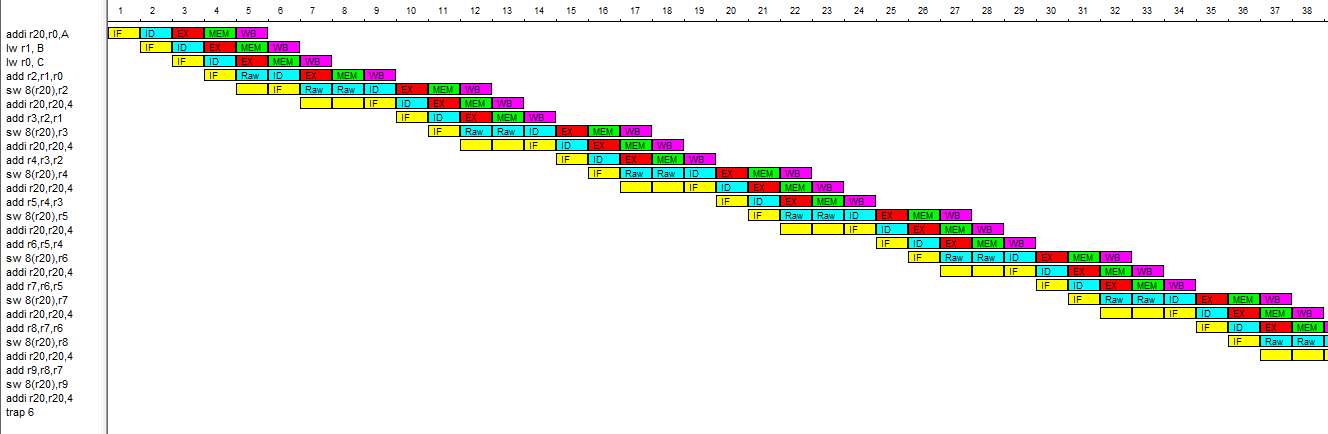 1 2 3 4 5 6 7 8 9 10 11 12 13 14 15 16 17 18 19 20 21 22 23 24 25 26 27 28 29 30 31 32 33 34 35 36 37 38
addi r20,r0,A IF ID EX MEM WB
lw r1, B IF ID EX MEM WB
lw r0, C IF ID EX MEM WB
add r2,r1,r0 IF Raw ID EX MEM WB
sw 8(r20),r2 IF Raw Raw ID EX MEM WB
addi r20,r20,4 IF ID EX MEM WB
add r3,r2,r1 IF ID EX MEM WB
sw 8(r20),r3 IF Raw Raw ID EX MEM WB
addi r20,r20,4 IF ID EX MEM WB
add r4,r3,r2 IF ID EX MEM WB
sw 8(r20),r4 IF Raw Raw ID EX MEM WB
addi r20,r20,4 IF ID EX MEM WB
add r5,r4,r3 IF ID EX MEM WB
sw 8(r20),r5 IF Raw Raw ID EX MEM WB
addi r20,r20,4 IF ID EX MEM WB
add r6,r5,r4 IF ID EX MEM WB
sw 8(r20),r6 IF Raw Raw ID EX MEM WB
addi r20,r20,4 IF ID EX MEM WB
add r7,r6,r5 IF ID EX MEM WB
sw 8(r20),r7 IF Raw Raw ID EX MEM WB
addi r20,r20,4 IF ID EX MEM WB
add r8,r7,r6 IF ID EX MEM
sw 8(r20),r8 IF Raw Raw
addi r20,r20,4
add r9,r8,r7
sw 8(r20),r9
addi r20,r20,4
trap 6